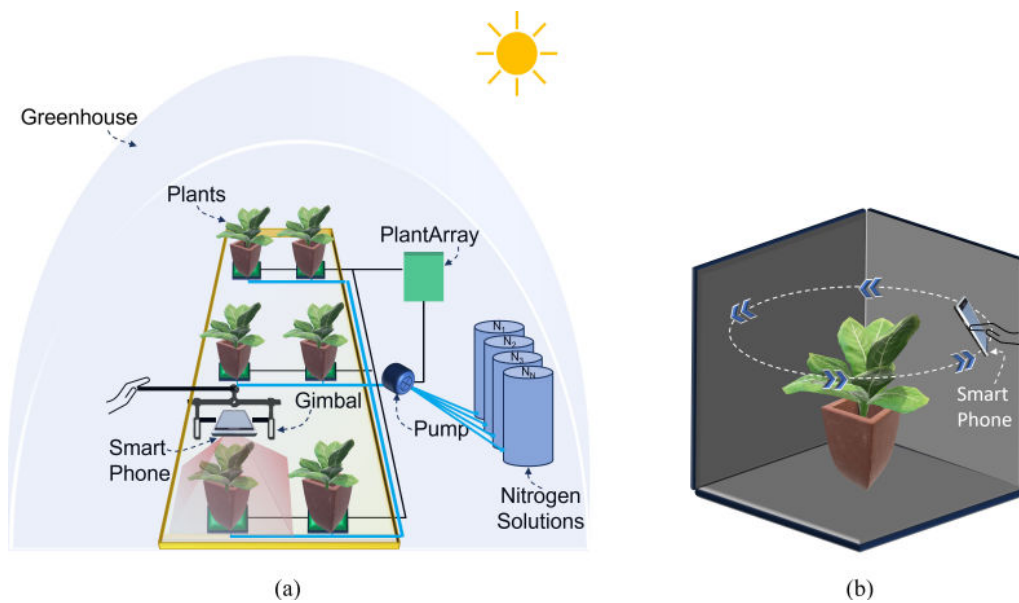 Greenhouse
Plants
PlantArray
N1
N2
N3
NN
Gimbal
Smart
Phone
Pump
Nitrogen
Solutions
Smart
Phone
(a)
(b)